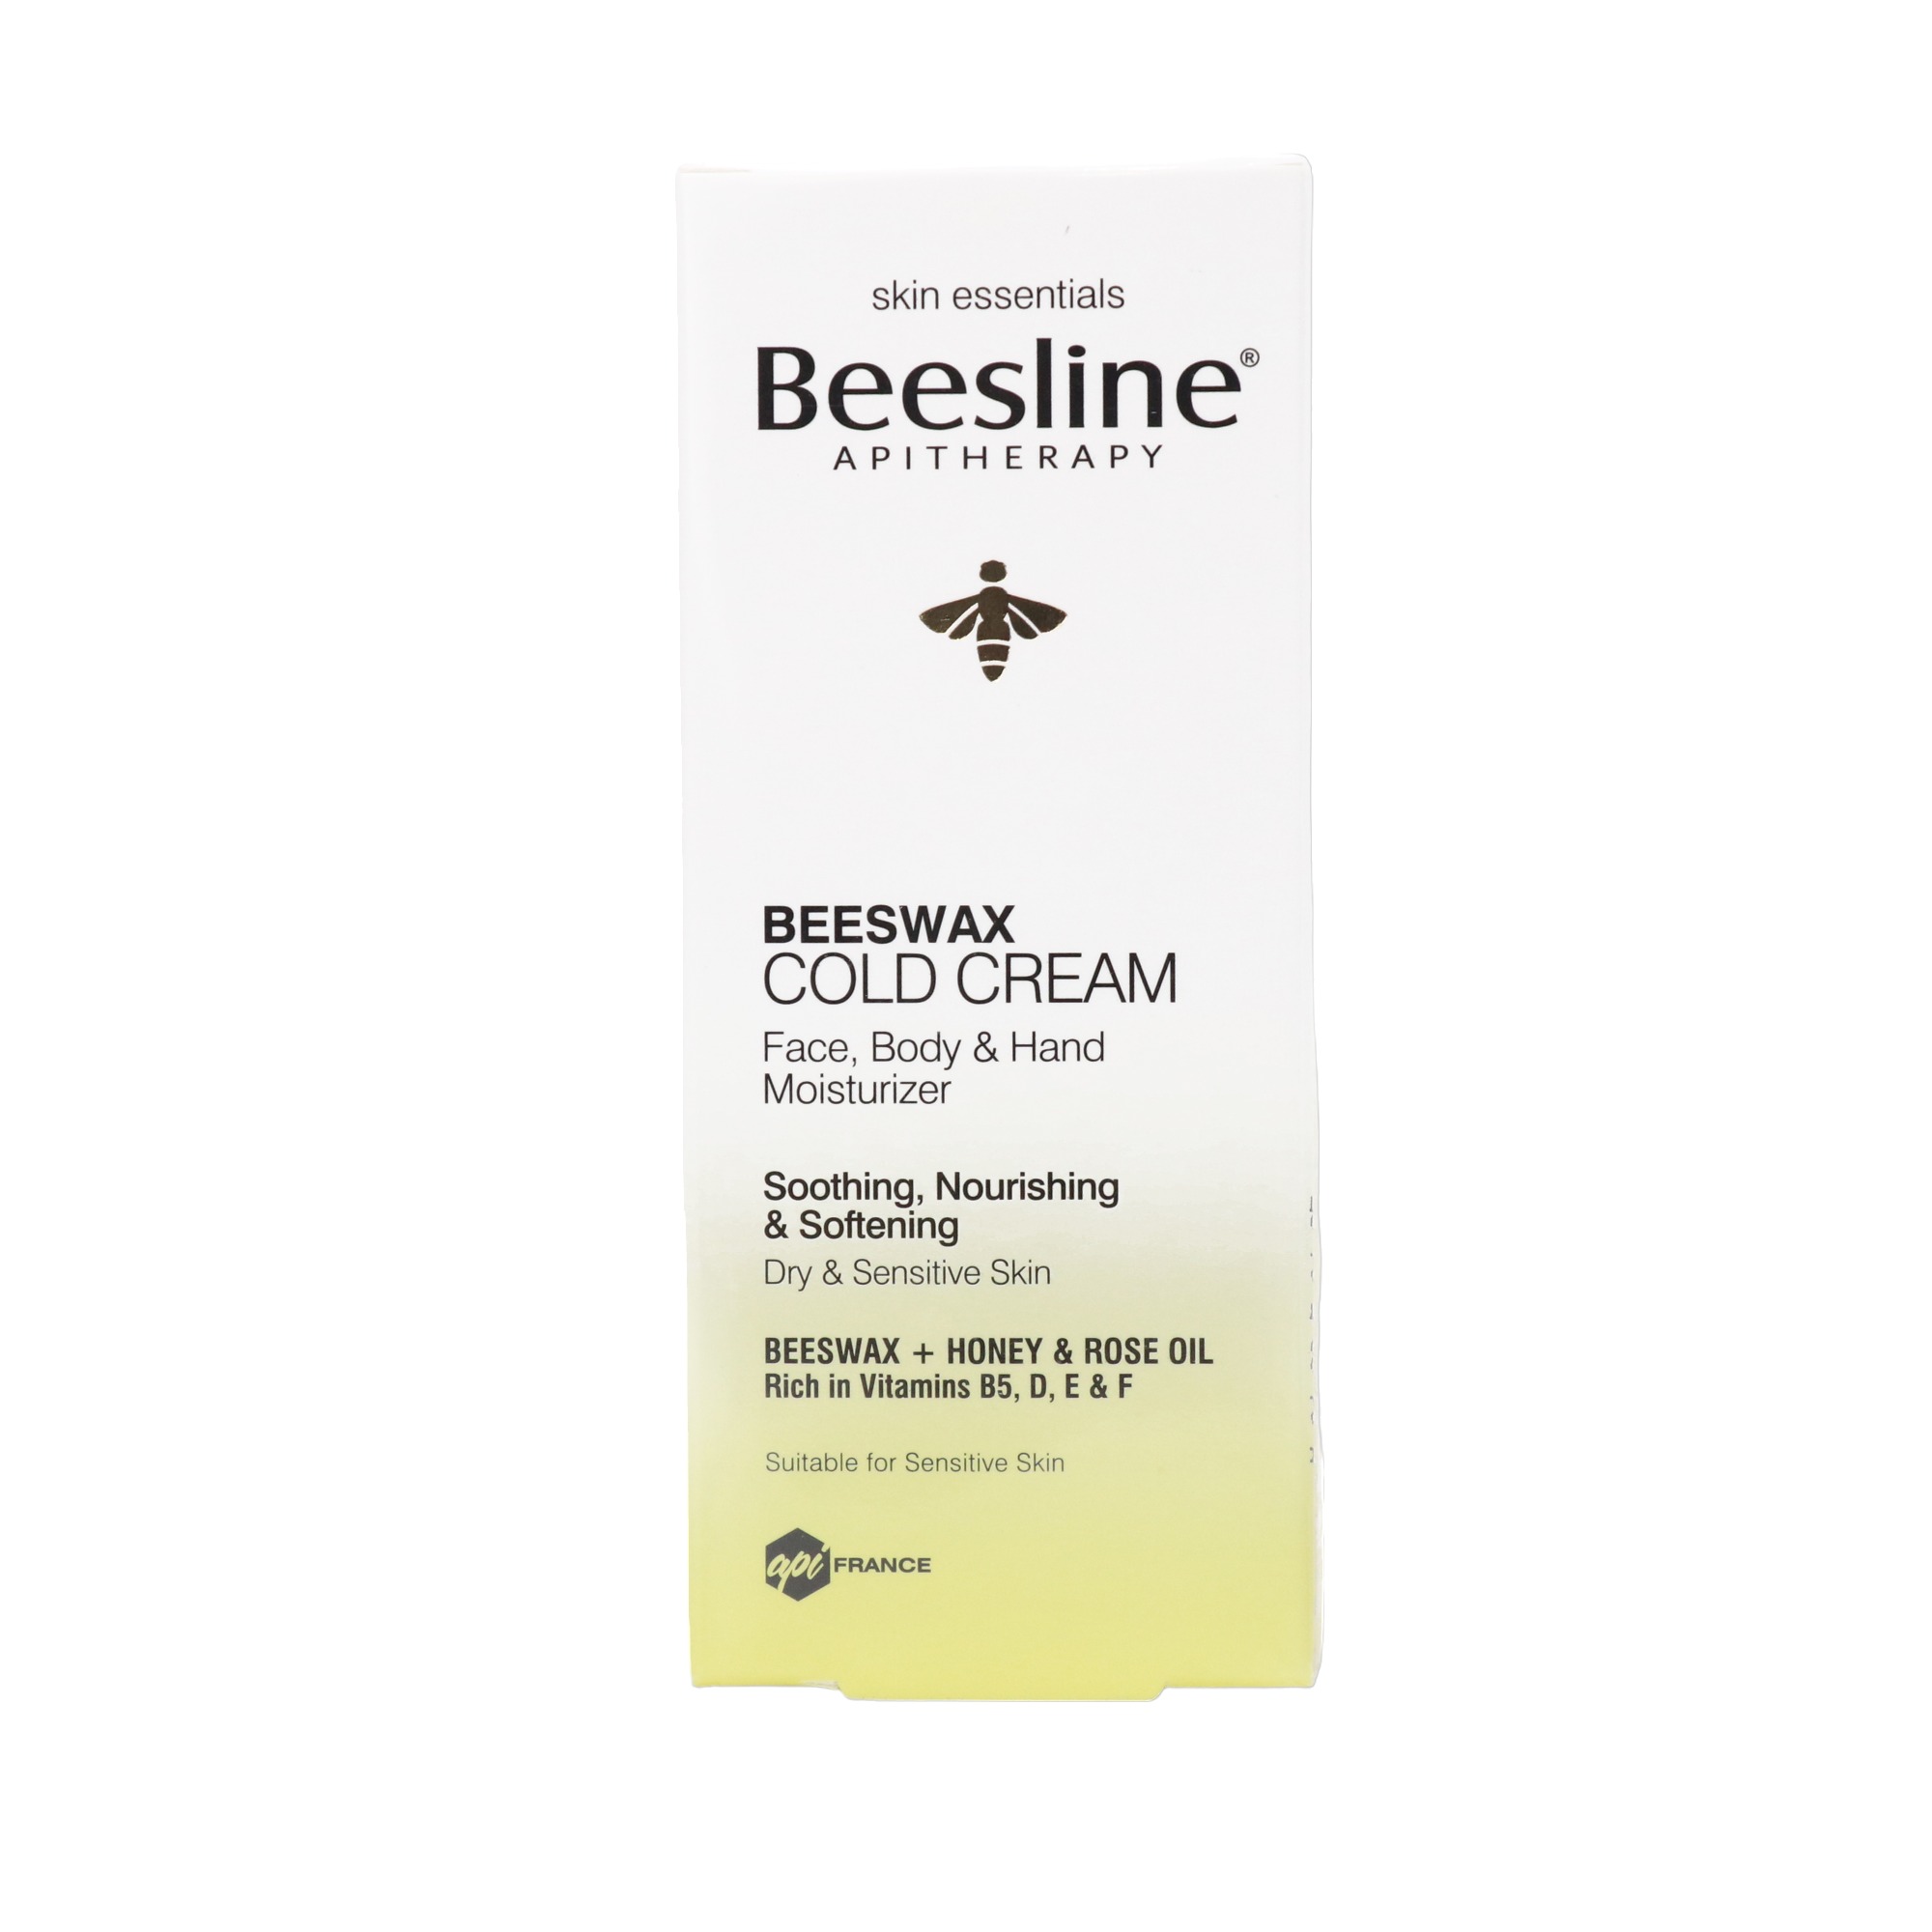 skin essentials
Beesline®
APITHERAPY
BEESWAX
COLD CREAM
Face, Body & Hand
Moisturizer
Soothing, Nourishing
& Softening
Dry & Sensitive Skin
BEESWAX + HONEY & ROSE OIL
Rich in Vitamins B5, D, E & F
Suitable for Sensitive Skin
api FRANCE